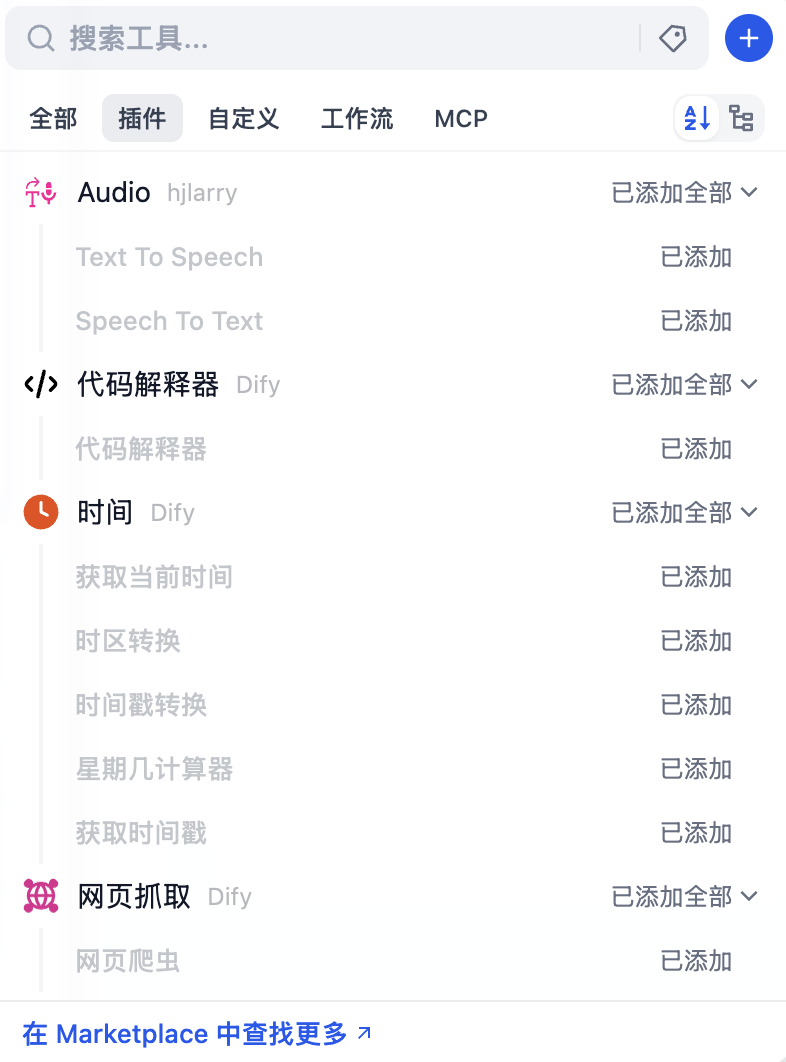 搜索工具...
全部 插件 自定义 工作流 MCP
Audio hjlarry 已添加全部
Text To Speech 已添加
Speech To Text 已添加
代码解释器 Dify 已添加全部
代码解释器 已添加
时间 Dify 已添加全部
获取当前时间 已添加
时区转换 已添加
时间戳转换 已添加
星期几计算器 已添加
获取时间戳 已添加
网页抓取 Dify 已添加全部
网页爬虫 已添加
在 Marketplace 中查找更多